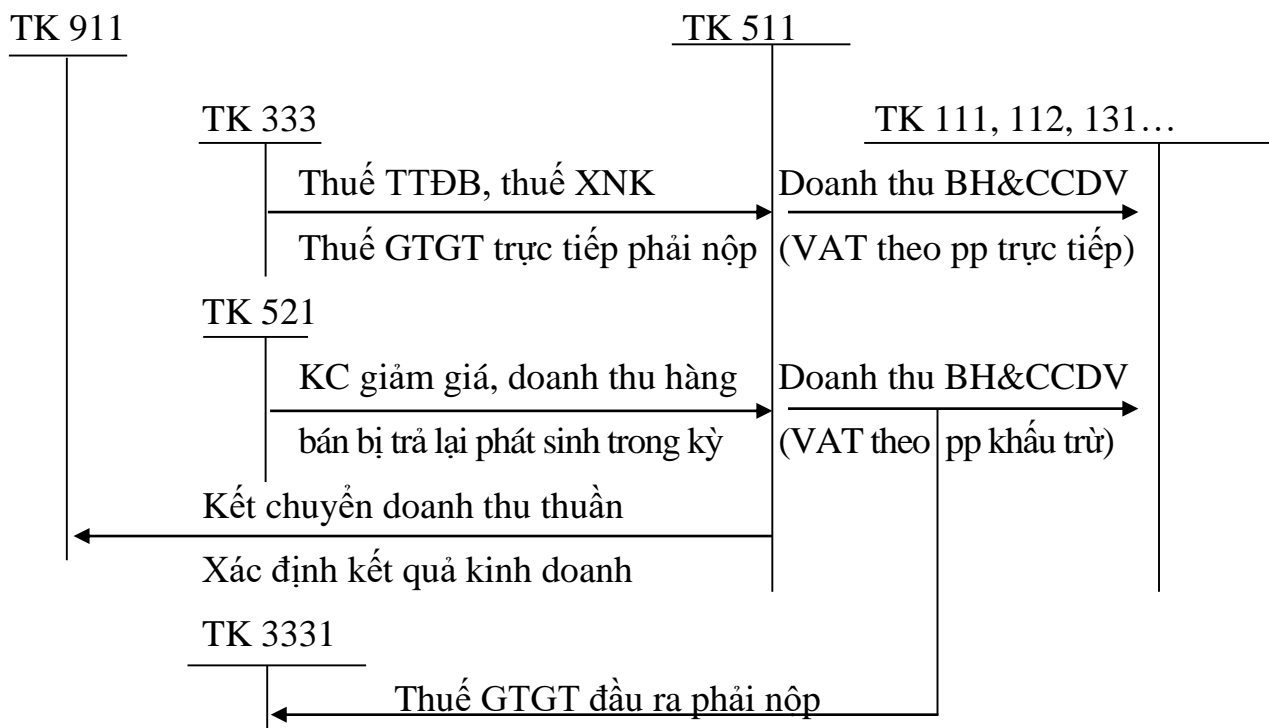 TK 911
TK 511
TK 333
TK 111, 112, 131…
Thuế TTĐB, thuế XNK
Doanh thu BH&CCDV
Thuế GTGT trực tiếp phải nộp
(VAT theo pp trực tiếp)
TK 521
KC giảm giá, doanh thu hàng
Doanh thu BH&CCDV
bán bị trả lại phát sinh trong kỳ
(VAT theo pp khấu trừ)
Kết chuyển doanh thu thuần
Xác định kết quả kinh doanh
TK 3331
Thuế GTGT đầu ra phải nôp